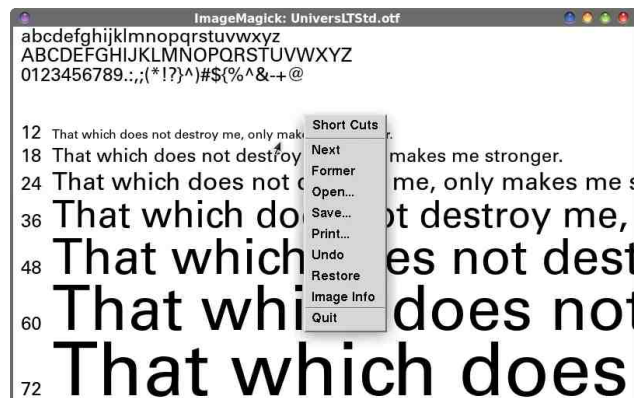 ImageMagick: UniversLTStd.otf
abcdefghijklmnopqrstuvwxyz
ABCDEFGHIJKLMNOPQRSTUVWXYZ
0123456789.:,;(*!?}^)#${%^&-+@
12 That which does not destroy me, only mak r.
18 That which does not destroy makes me stronger.
24 That which does not me, only makes me s
36 That which do ot destroy me,
48 That which es not dest
60 That whi does not
72 That which does
Short Cuts
Next
Former
Open...
Save...
Print...
Undo
Restore
Image Info
Quit